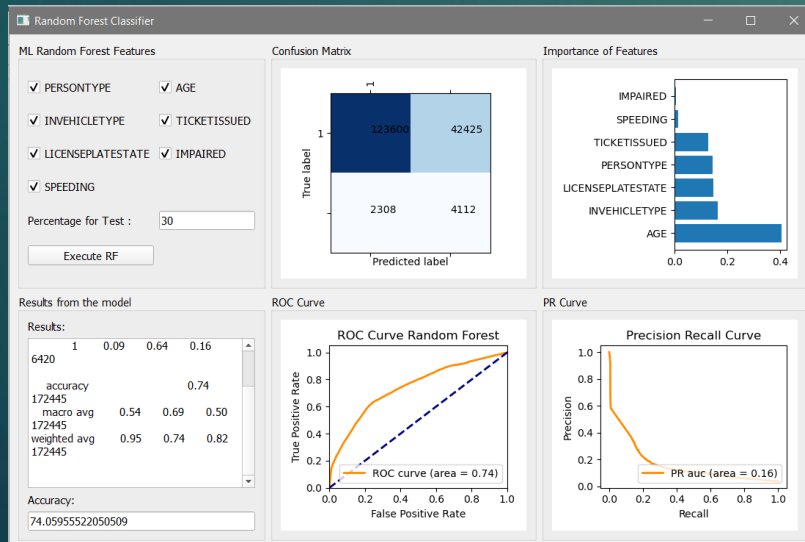 Random Forest Classifier
ML Random Forest Features
PERSONTYPE
AGE
INVEHICLETYPE
TICKETISSUED
LICENSEPLATESTATE
IMPAIRED
SPEEDING
Percentage for Test :
30
Execute RF
Confusion Matrix
1
1
123600
42425
2308
4112
True label
Predicted label
Importance of Features
IMPAIRED
SPEEDING
TICKETISSUED
PERSONTYPE
LICENSEPLATESTATE
INVEHICLETYPE
AGE
0.0 0.2 0.4
Results from the model
Results:
1 0.09 0.64 0.16
6420
accuracy 0.74
172445
macro avg 0.54 0.69 0.50
172445
weighted avg 0.95 0.74 0.82
172445
Accuracy:
74.05955522050509
ROC Curve
ROC Curve Random Forest
1.0
0.8
0.6
0.4
0.2
0.0
True Positive Rate
ROC curve (area = 0.74)
0.0 0.2 0.4 0.6 0.8 1.0
False Positive Rate
PR Curve
Precision Recall Curve
1.0
0.8
0.6
0.4
0.2
0.0
Precision
PR auc (area = 0.16)
0.0 0.2 0.4 0.6 0.8 1.0
Recall